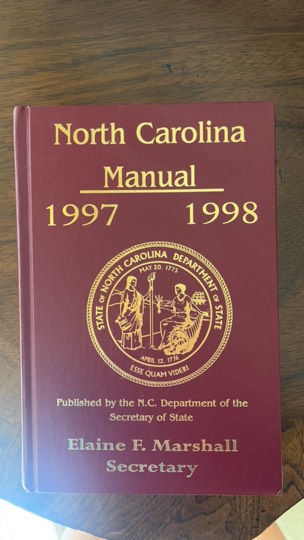 North Carolina
Manual
1997 1998
STATE OF NORTH CAROLINA DEPARTMENT OF STATE
MAY 20, 1775
APRIL 12, 1776
ESSE QUAM VIDERI
Published by the N.C. Department of the
Secretary of State
Elaine F. Marshall
Secretary